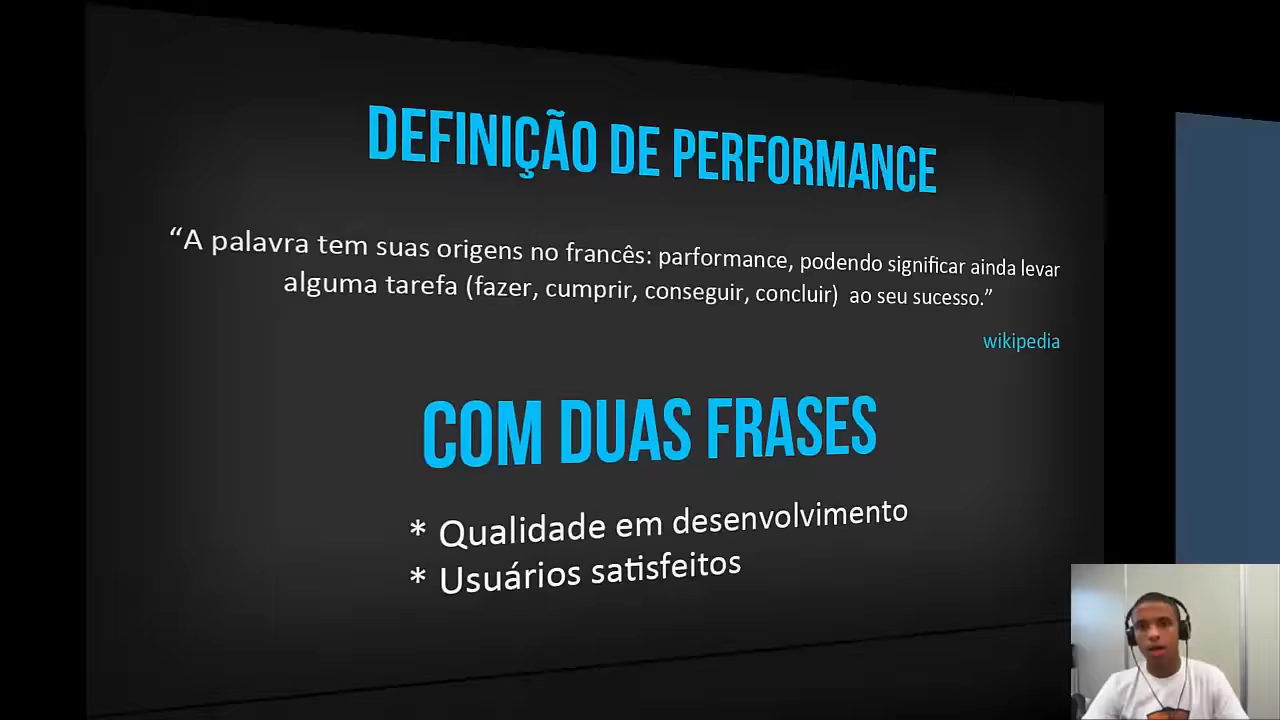 DEFINIÇÃO DE PERFORMANCE
“A palavra tem suas origens no francês: parformance, podendo significar ainda levar
alguma tarefa (fazer, cumprir, conseguir, concluir) ao seu sucesso.”
wikipedia
COM DUAS FRASES
* Qualidade em desenvolvimento
* Usuários satisfeitos